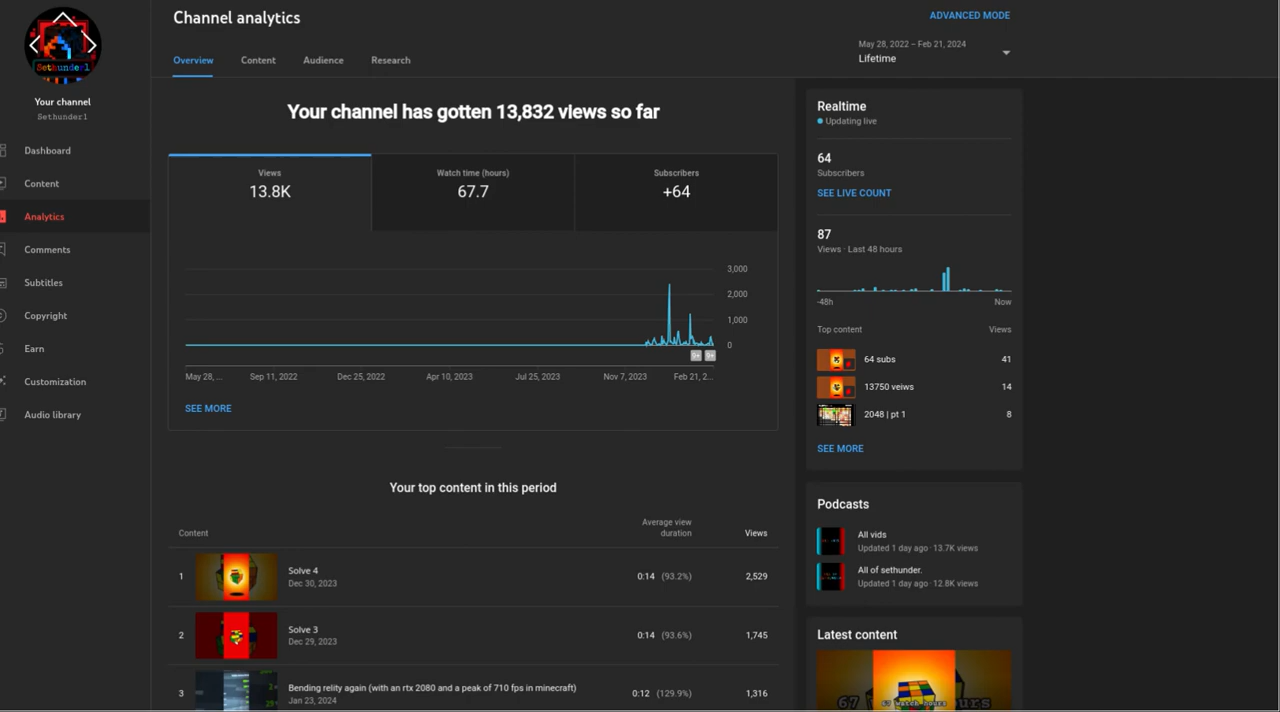 Channel analytics
ADVANCED MODE
May 28, 2022 – Feb 21, 2024
Lifetime
Overview
Content
Audience
Research
Sethunder1
Your channel
Sethunder1
Dashboard
Content
Analytics
Comments
Subtitles
Copyright
Earn
Customization
Audio library
Your channel has gotten 13,832 views so far
Views
13.8K
Watch time (hours)
67.7
Subscribers
+64
3,000
2,000
1,000
0
9+
9+
May 28, ...
Sep 11, 2022
Dec 25, 2022
Apr 10, 2023
Jul 25, 2023
Nov 7, 2023
Feb 21, 2...
SEE MORE
Your top content in this period
Content
Average view
duration
Views
1
Solve 4
Dec 30, 2023
0:14 (93.2%)
2,529
2
Solve 3
Dec 29, 2023
0:14 (93.6%)
1,745
3
Bending relity again (with an rtx 2080 and a peak of 710 fps in minecraft)
Jan 23, 2024
0:12 (129.9%)
1,316
Realtime
Updating live
64
Subscribers
SEE LIVE COUNT
87
Views · Last 48 hours
-48h
Now
Top content
Views
64 subs
41
13750 veiws
14
2048 | pt 1
8
SEE MORE
Podcasts
All vids
Updated 1 day ago · 13.7K views
All of sethunder.
Updated 1 day ago · 12.8K views
Latest content
67 watch hours